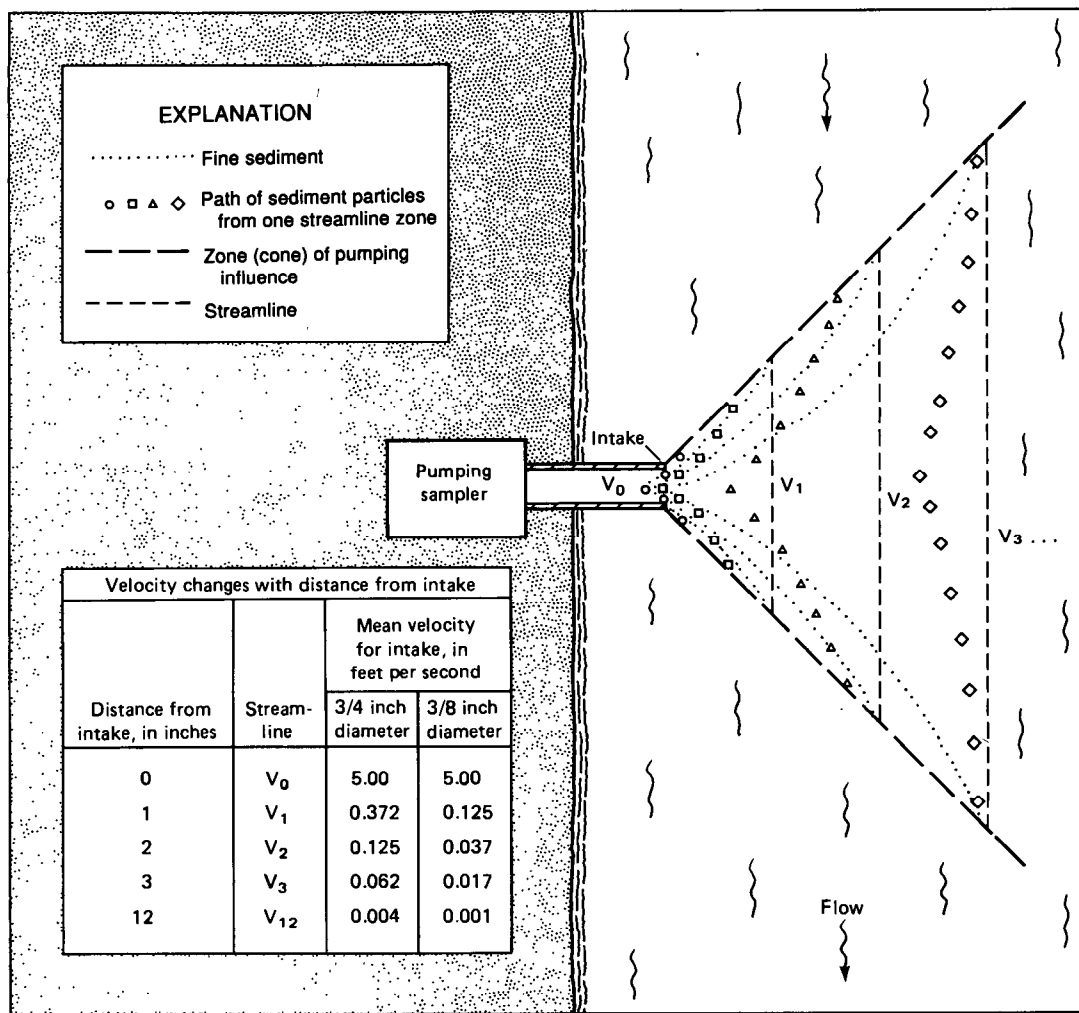 EXPLANATION
Fine sediment
Path of sediment particles
from one streamline zone
Zone (cone) of pumping
influence
Streamline
Intake
Pumping
sampler
V₀
V₁
V₂
V₃ ....
Velocity changes with distance from intake
Distance from
intake, in inches
Stream-
line
Mean velocity
for intake, in
feet per second
3/4 inch
diameter
3/8 inch
diameter
0 V₀ 5.00 5.00
1 V₁ 0.372 0.125
2 V₂ 0.125 0.037
3 V₃ 0.062 0.017
12 V₁₂ 0.004 0.001
Flow